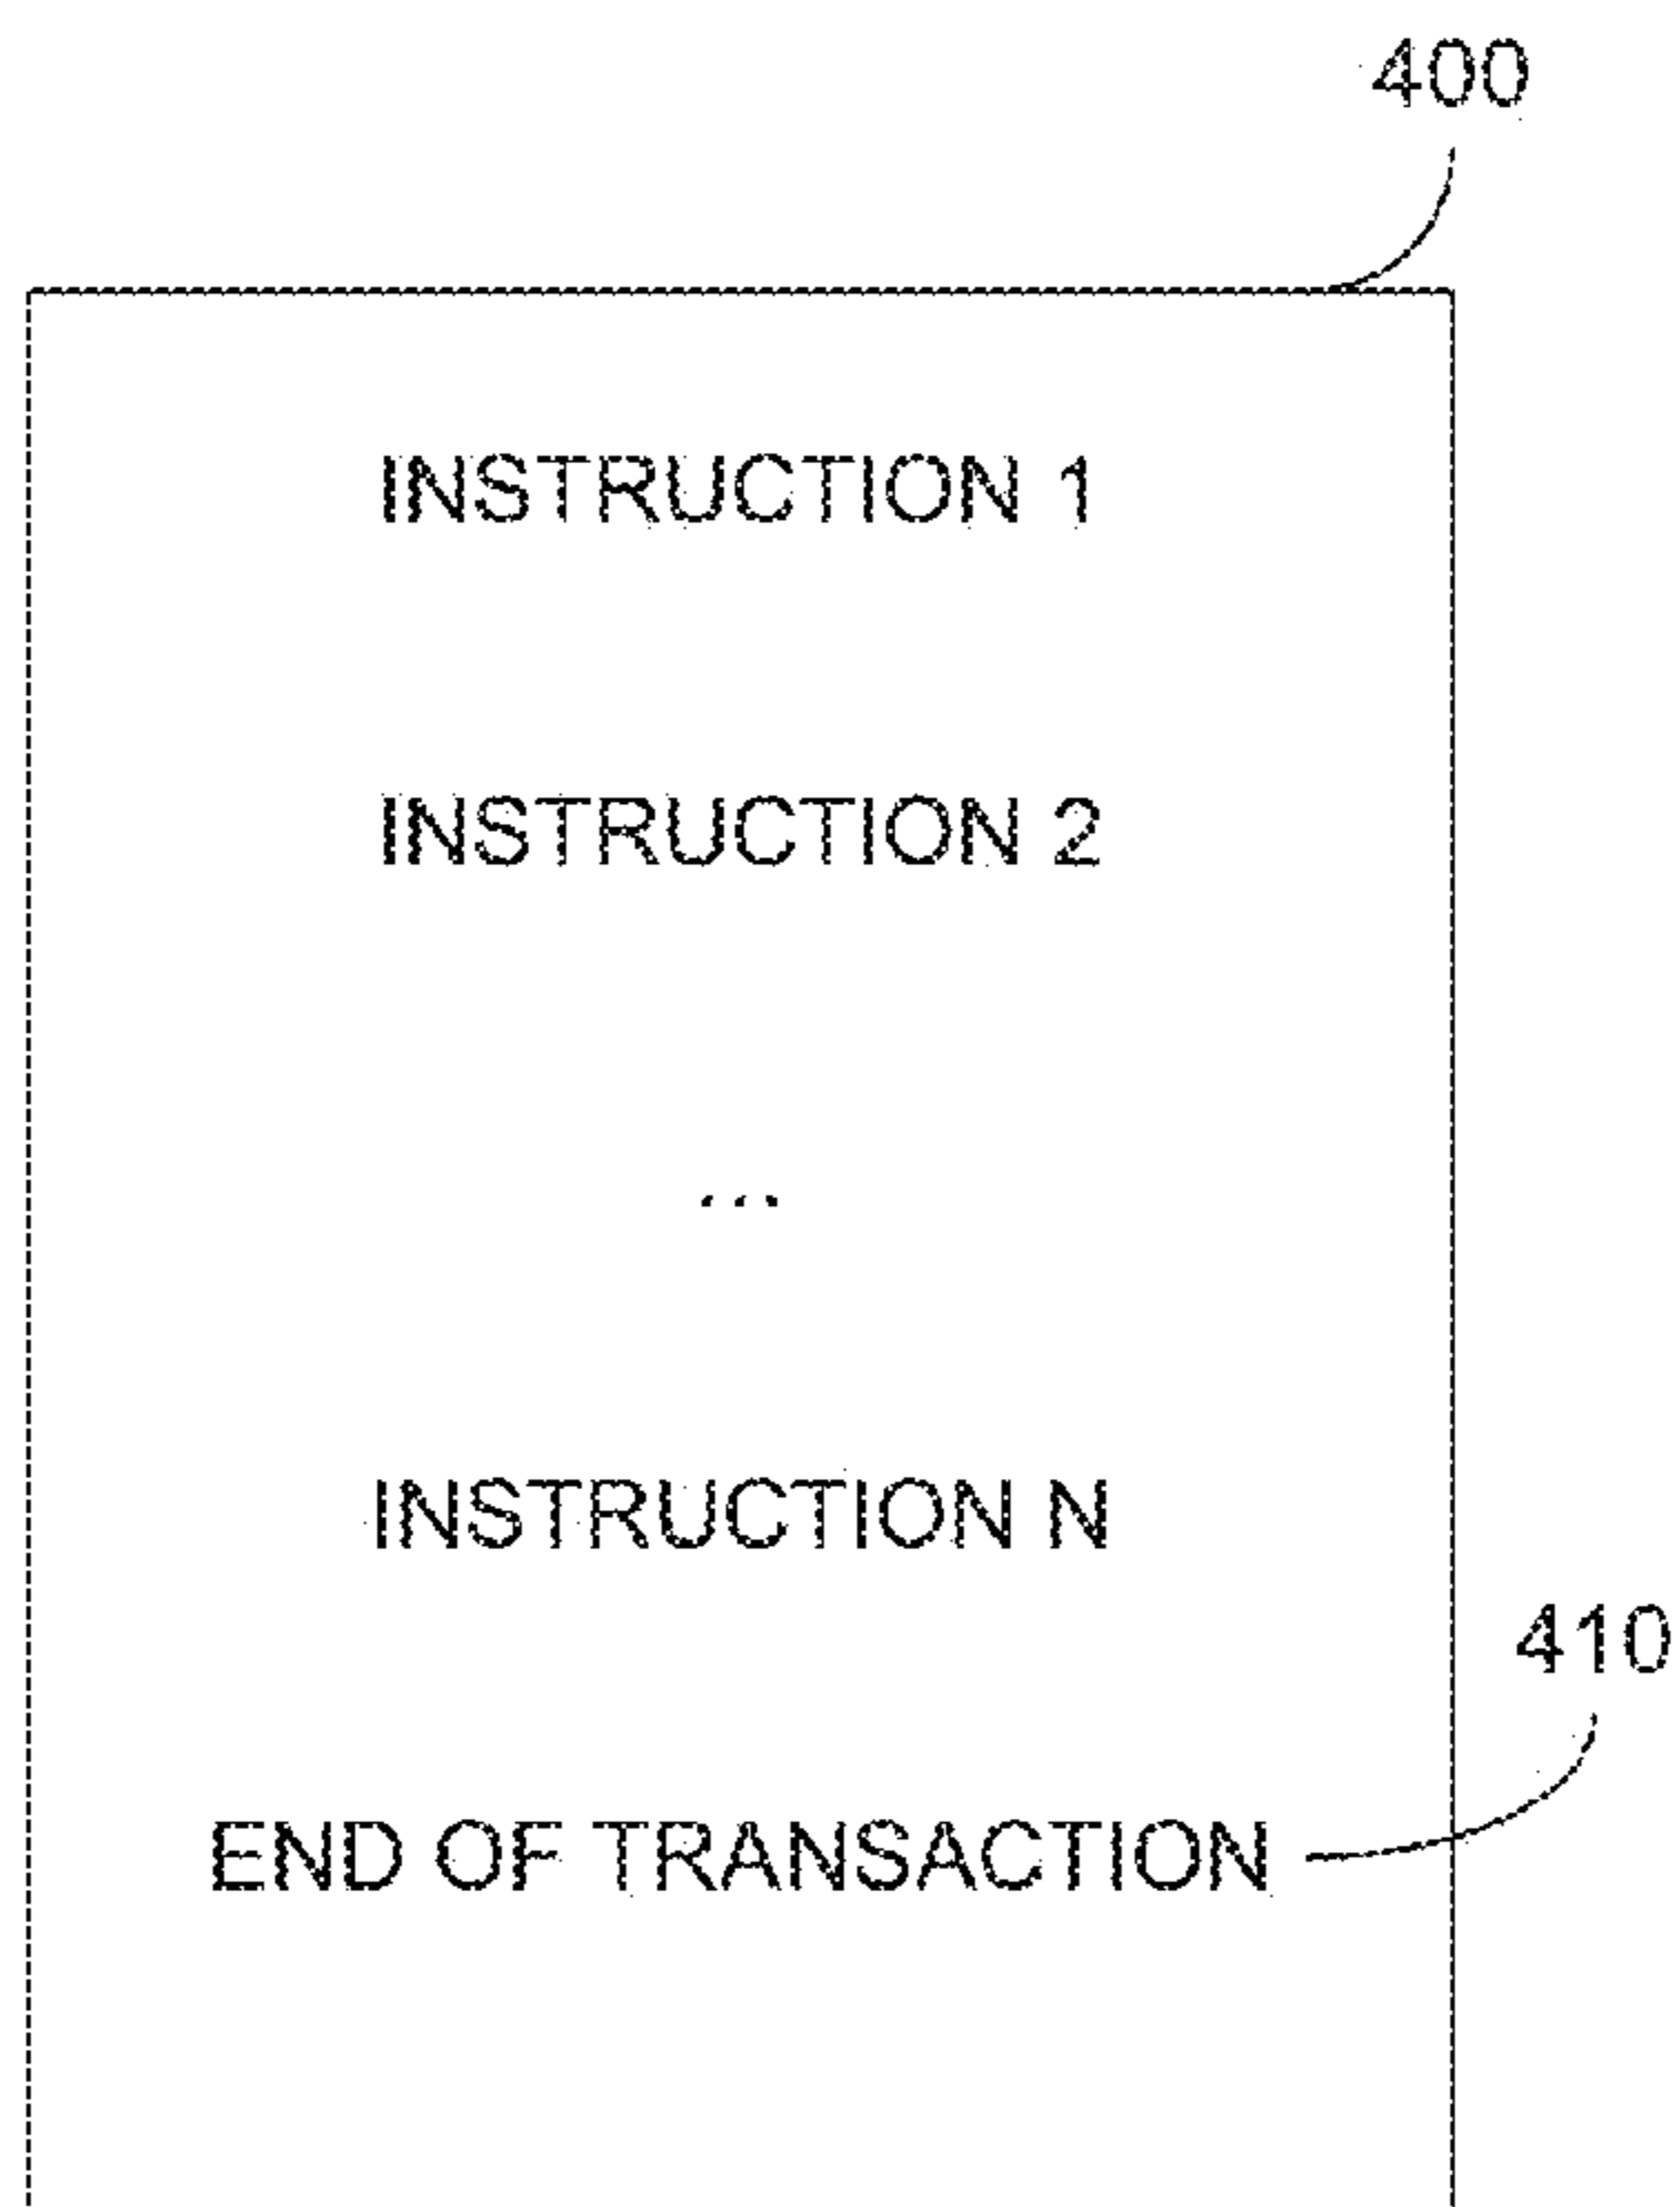 400
INSTRUCTION 1
INSTRUCTION 2
...
INSTRUCTION N
410
END OF TRANSACTION